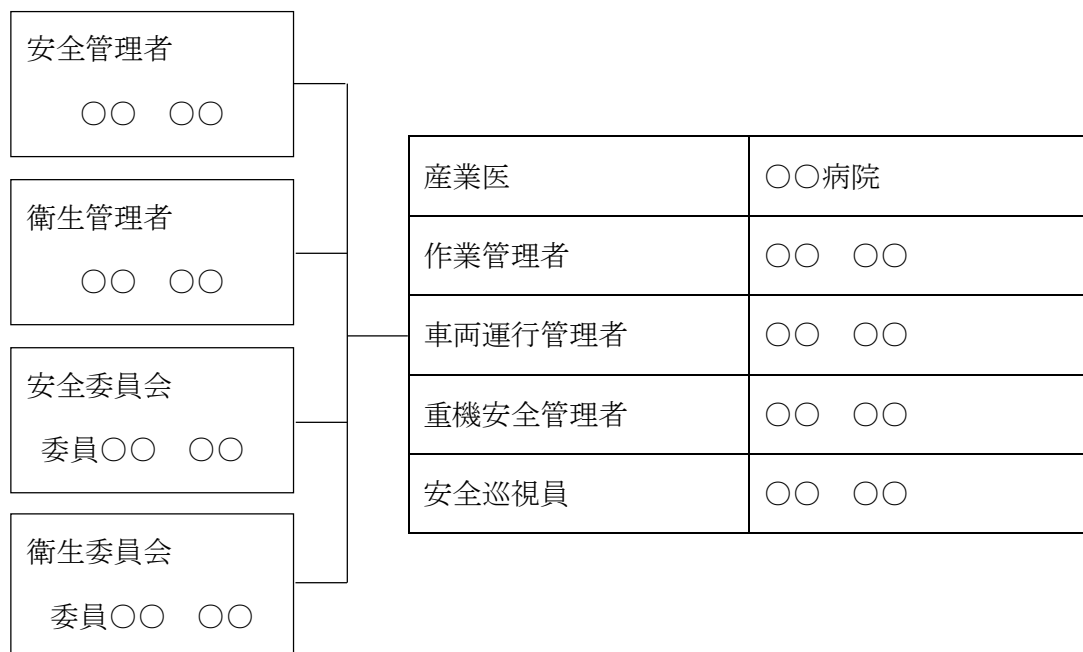 安全管理者
○○　○○
衛生管理者
○○　○○
安全委員会
委員○○　○○
衛生委員会
委員○○　○○
産業医　○○病院
作業管理者　○○　○○
車両運行管理者　○○　○○
重機安全管理者　○○　○○
安全巡視員　○○　○○